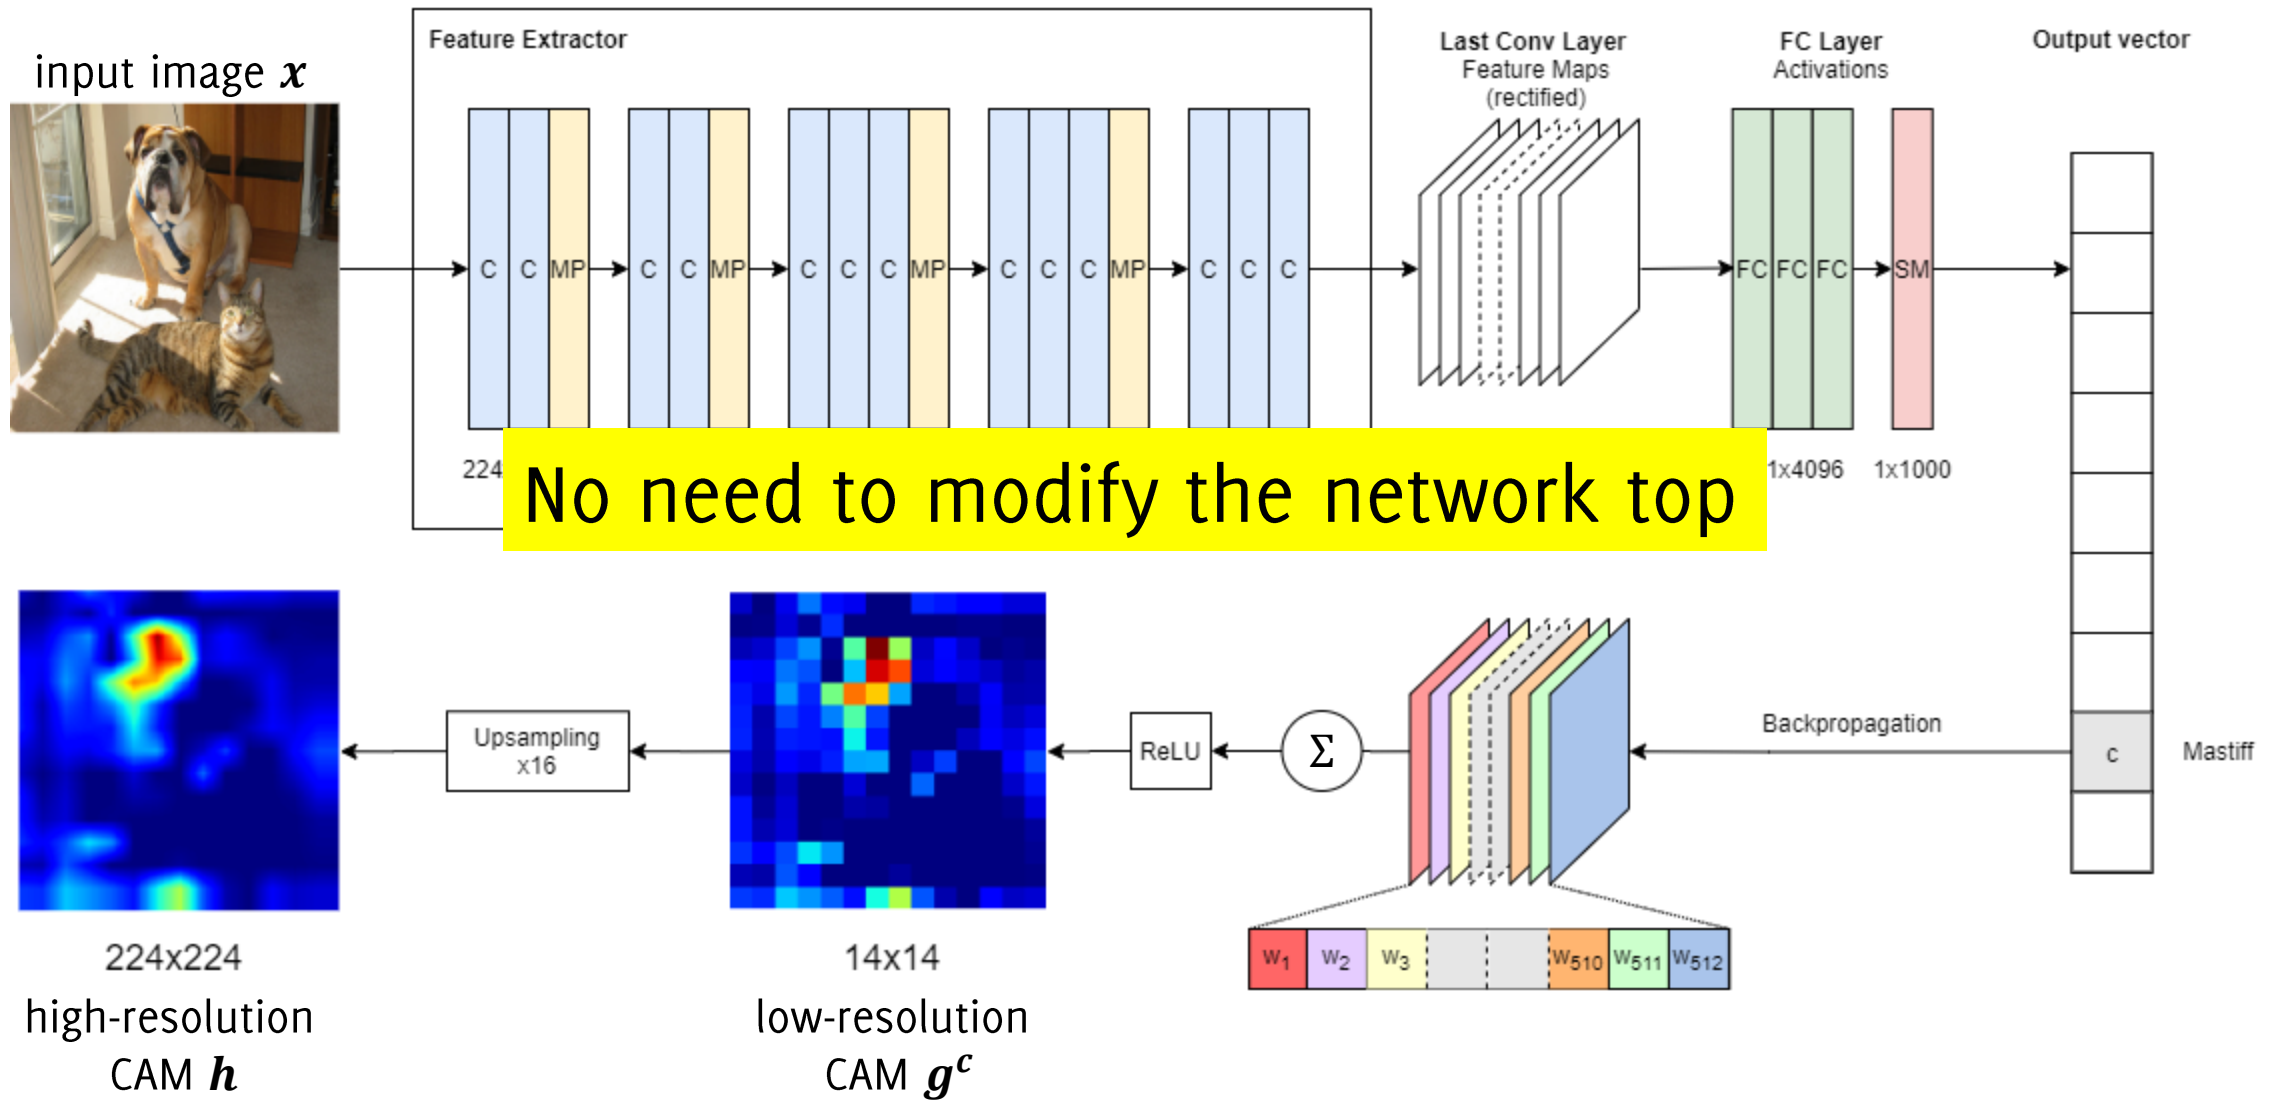 input image x
Feature Extractor
Last Conv Layer
Feature Maps
(rectified)
FC Layer
Activations
Output vector
C C MP C C MP C C C MP C C C MP C C C
FC FC FC SM
224
1x4096 1x1000
No need to modify the network top
Upsampling
x16
ReLU
Σ
Backpropagation
c
Mastiff
w1 w2 w3 w510 w511 w512
224x224
high-resolution
CAM h
14x14
low-resolution
CAM g^c